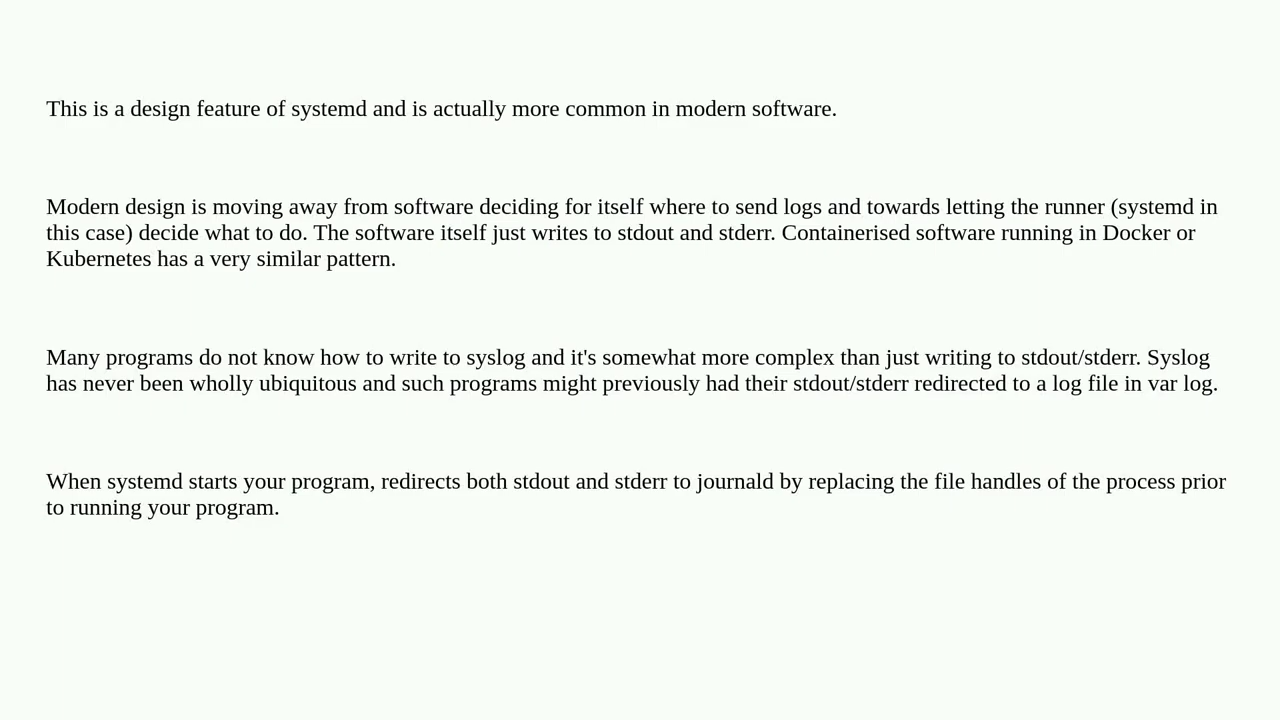 This is a design feature of systemd and is actually more common in modern software.
Modern design is moving away from software deciding for itself where to send logs and towards letting the runner (systemd in
this case) decide what to do. The software itself just writes to stdout and stderr. Containerised software running in Docker or
Kubernetes has a very similar pattern.
Many programs do not know how to write to syslog and it's somewhat more complex than just writing to stdout/stderr. Syslog
has never been wholly ubiquitous and such programs might previously had their stdout/stderr redirected to a log file in var log.
When systemd starts your program, redirects both stdout and stderr to journald by replacing the file handles of the process prior
to running your program.